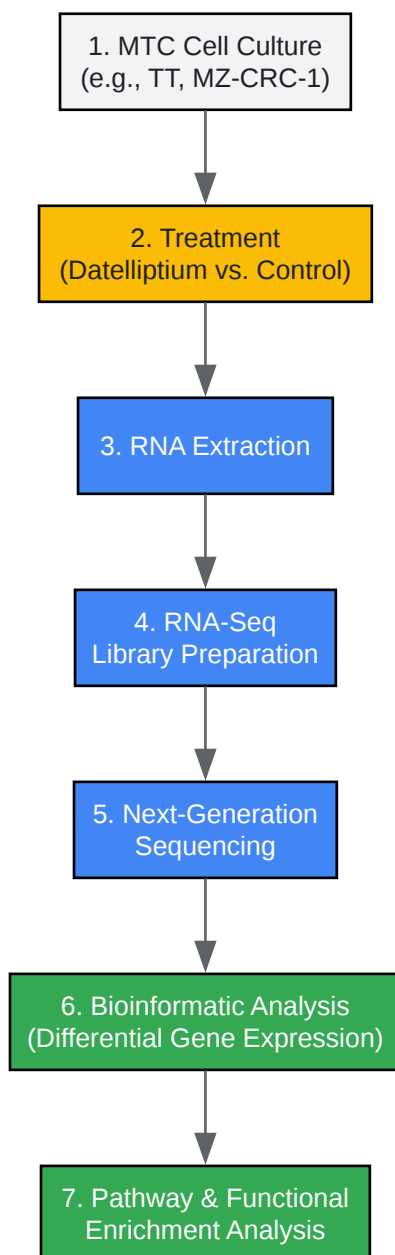 1. MTC Cell Culture
(e.g., TT, MZ-CRC-1)
2. Treatment
(Datelliptium vs. Control)
3. RNA Extraction
4. RNA-Seq
Library Preparation
5. Next-Generation
Sequencing
6. Bioinformatic Analysis
(Differential Gene Expression)
7. Pathway & Functional
Enrichment Analysis